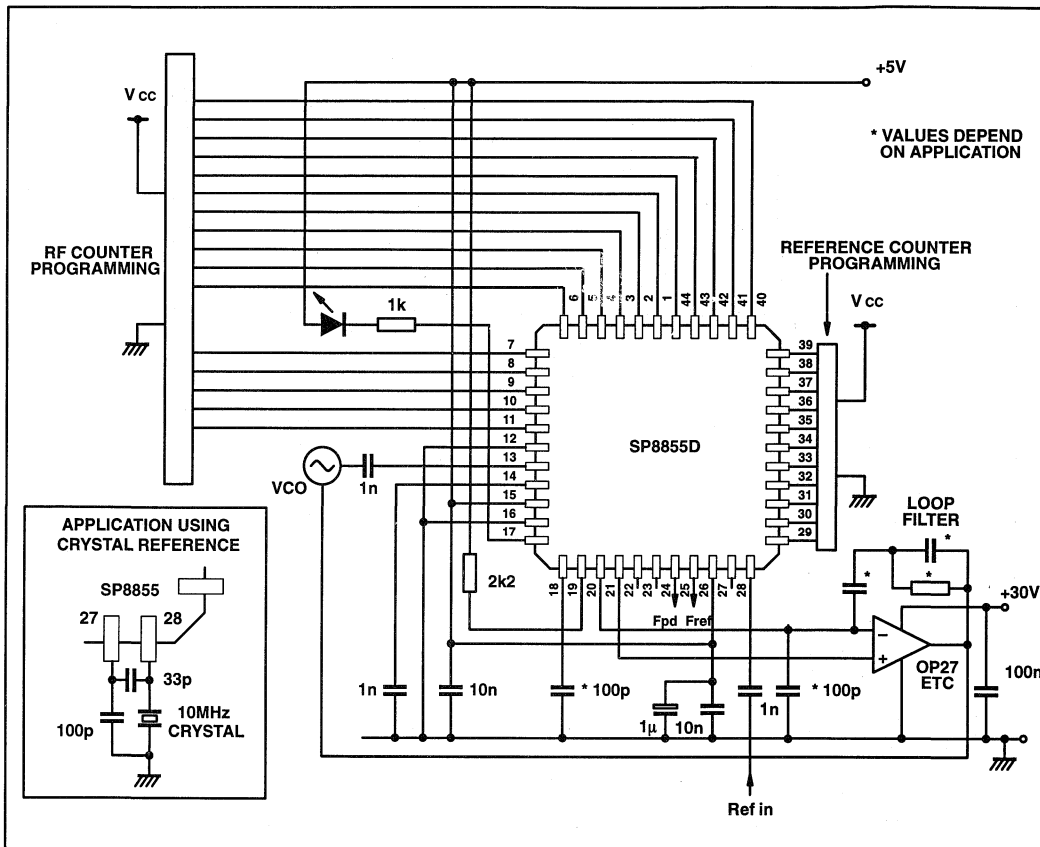 +5V
V CC
* VALUES DEPEND
ON APPLICATION
RF COUNTER
PROGRAMMING
REFERENCE COUNTER
PROGRAMMING
V CC
1k
6
5
4
3
2
1
44
43
42
41
40
7
8
9
10
11
12
13
14
15
16
17
39
38
37
36
35
34
33
32
31
30
29
SP8855D
VCO
1n
LOOP
FILTER
*
*
*
2k2
18
19
20
21
22
23
24
25
26
27
28
Fpd Fref
+30V
−
+
OP27
ETC
100n
1n
10n
* 100p
1µ
10n
1n
* 100p
Ref in
APPLICATION USING
CRYSTAL REFERENCE
SP8855
27
28
33p
100p
10MHz
CRYSTAL